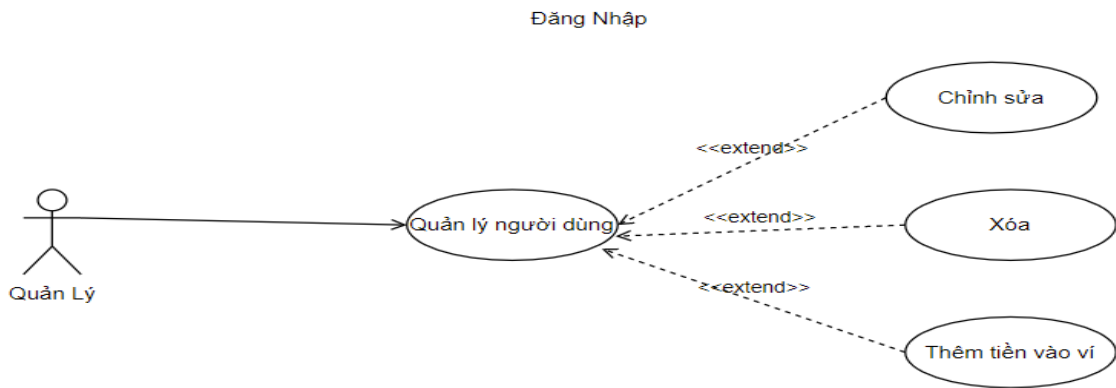 Đăng Nhập
Chỉnh sửa
<<extend>>
Quản lý người dùng
<<extend>>
Xóa
Quản Lý
<<extend>>
Thêm tiền vào ví